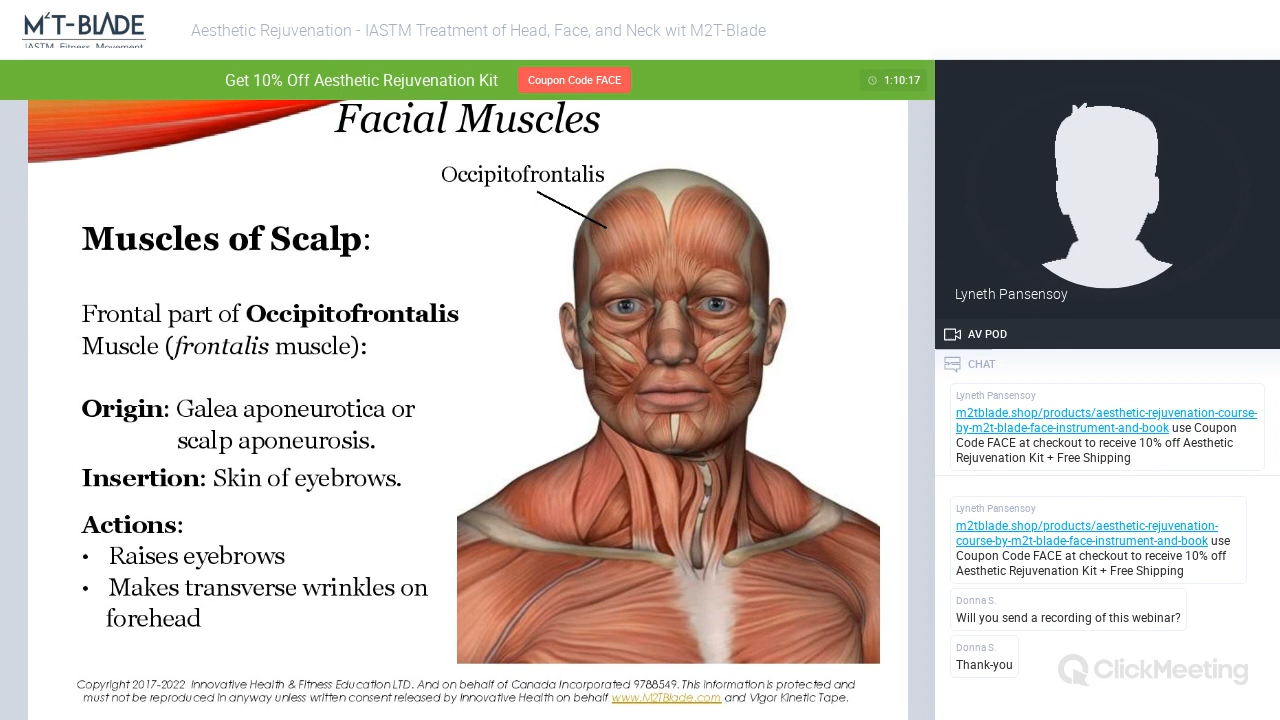 M2T-BLADE
IASTM Fitness Movement
Aesthetic Rejuvenation - IASTM Treatment of Head, Face, and Neck wit M2T-Blade
Get 10% Off Aesthetic Rejuvenation Kit
Coupon Code FACE
1:10:17
Facial Muscles
Occipitofrontalis
Muscles of Scalp:
Frontal part of Occipitofrontalis
Muscle (frontalis muscle):
Origin: Galea aponeurotica or
scalp aponeurosis.
Insertion: Skin of eyebrows.
Actions:
• Raises eyebrows
• Makes transverse wrinkles on
forehead
Copyright 2017-2022 Innovative Health & Fitness Education LTD. And on behalf of Canada Incorporated 9788549. This information is protected and
must not be reproduced in anyway unless written consent released by Innovative Health on behalf www.M2TBlade.com and Vigor Kinetic Tape.
Lyneth Pansensoy
AV POD
CHAT
Lyneth Pansensoy
m2tblade.shop/products/aesthetic-rejuvenation-course-
by-m2t-blade-face-instrument-and-book use Coupon
Code FACE at checkout to receive 10% off Aesthetic
Rejuvenation Kit + Free Shipping
Lyneth Pansensoy
m2tblade.shop/products/aesthetic-rejuvenation-
course-by-m2t-blade-face-instrument-and-book use
Coupon Code FACE at checkout to receive 10% off
Aesthetic Rejuvenation Kit + Free Shipping
Donna S.
Will you send a recording of this webinar?
Donna S.
Thank-you
ClickMeeting